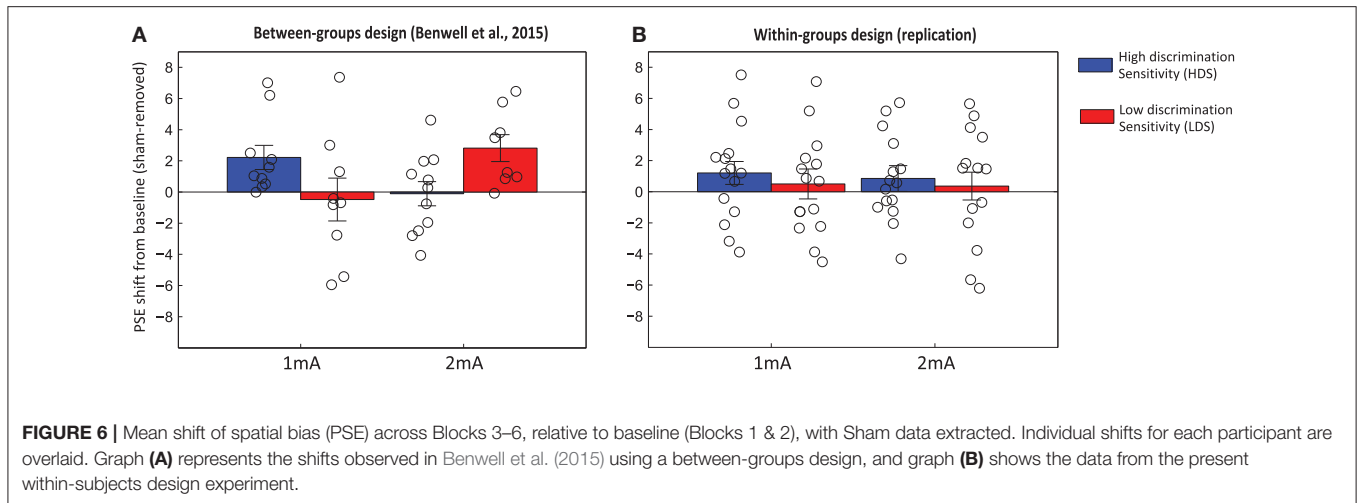 A
Between-groups design (Benwell et al., 2015)
PSE shift from baseline (sham-removed)
8
6
4
2
0
−2
−4
−6
−8
1mA
2mA
B
Within-groups design (replication)
8
6
4
2
0
−2
−4
−6
−8
1mA
2mA
High discrimination
Sensitivity (HDS)
Low discrimination
Sensitivity (LDS)
FIGURE 6 | Mean shift of spatial bias (PSE) across Blocks 3–6, relative to baseline (Blocks 1 & 2), with Sham data extracted. Individual shifts for each participant are
overlaid. Graph (A) represents the shifts observed in Benwell et al. (2015) using a between-groups design, and graph (B) shows the data from the present
within-subjects design experiment.